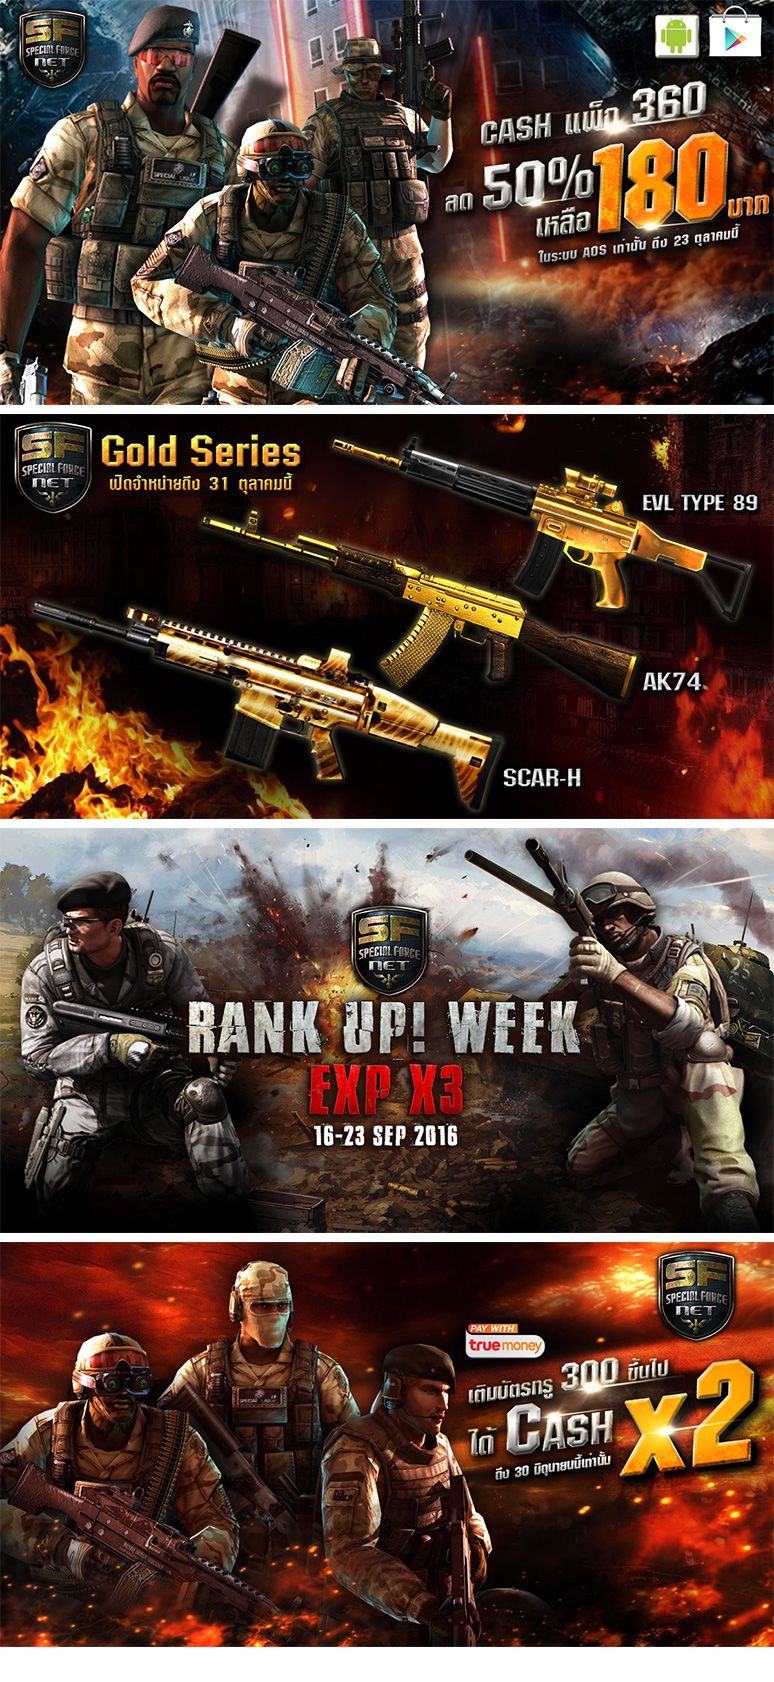 SF
SPECIAL FORCE
NET
SPECIAL
CASH แพ็ก 360
ลด 50% เหลือ 180 บาท
ในระบบ AOS เท่านั้น ถึง 23 ตุลาคมนี้
SF
SPECIAL FORCE
NET
Gold Series
เปิดจำหน่ายถึง 31 ตุลาคมนี้
EVL TYPE 89
AK74
SCAR-H
SF
SPECIAL FORCE
NET
RANK UP! WEEK
EXP X3
16-23 SEP 2016
SF
SPECIAL FORCE
NET
PAY WITH
truemoney
เติมบัตรทรู 300 ขึ้นไป
ได้ CASH x2
ถึง 30 มิถุนายนนี้เท่านั้น
SPECIAL